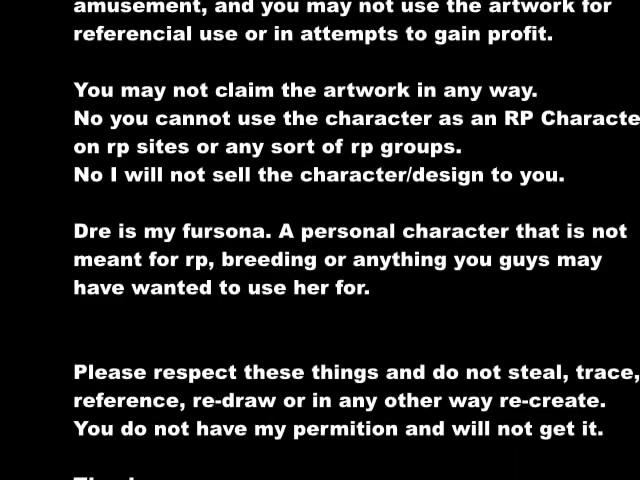 amusement, and you may not use the artwork for
referencial use or in attempts to gain profit.
You may not claim the artwork in any way.
No you cannot use the character as an RP Characte
on rp sites or any sort of rp groups.
No I will not sell the character/design to you.
Dre is my fursona. A personal character that is not
meant for rp, breeding or anything you guys may
have wanted to use her for.
Please respect these things and do not steal, trace,
reference, re-draw or in any other way re-create.
You do not have my permition and will not get it.